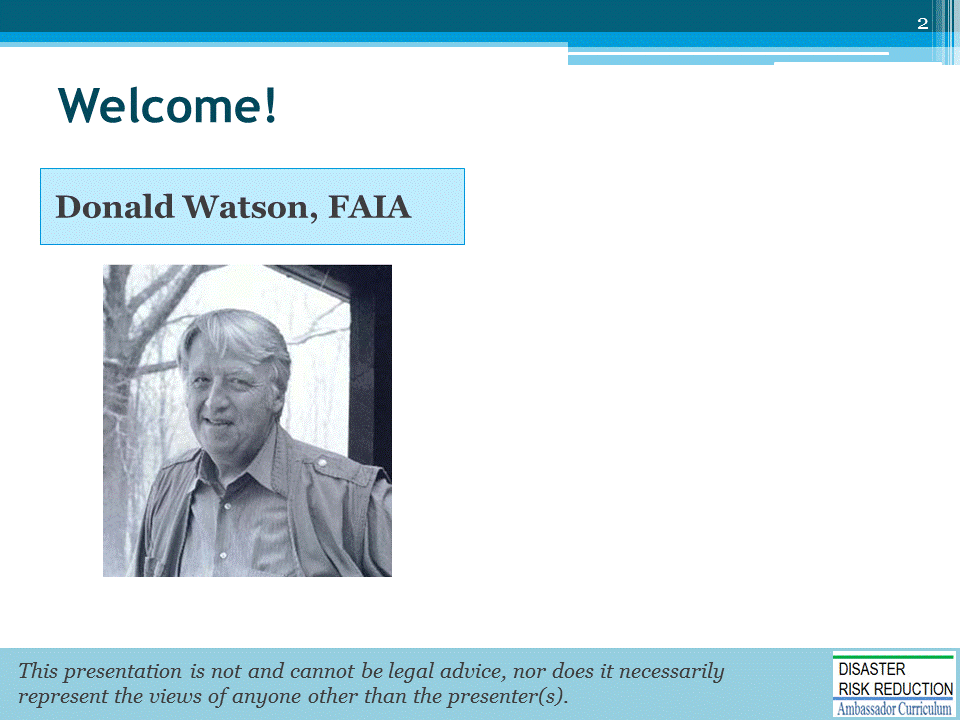 2
Welcome!
Donald Watson, FAIA
This presentation is not and cannot be legal advice, nor does it necessarily
represent the views of anyone other than the presenter(s).
DISASTER
RISK REDUCTION
Ambassador Curriculum